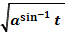 √(a^(sin⁻¹ t))